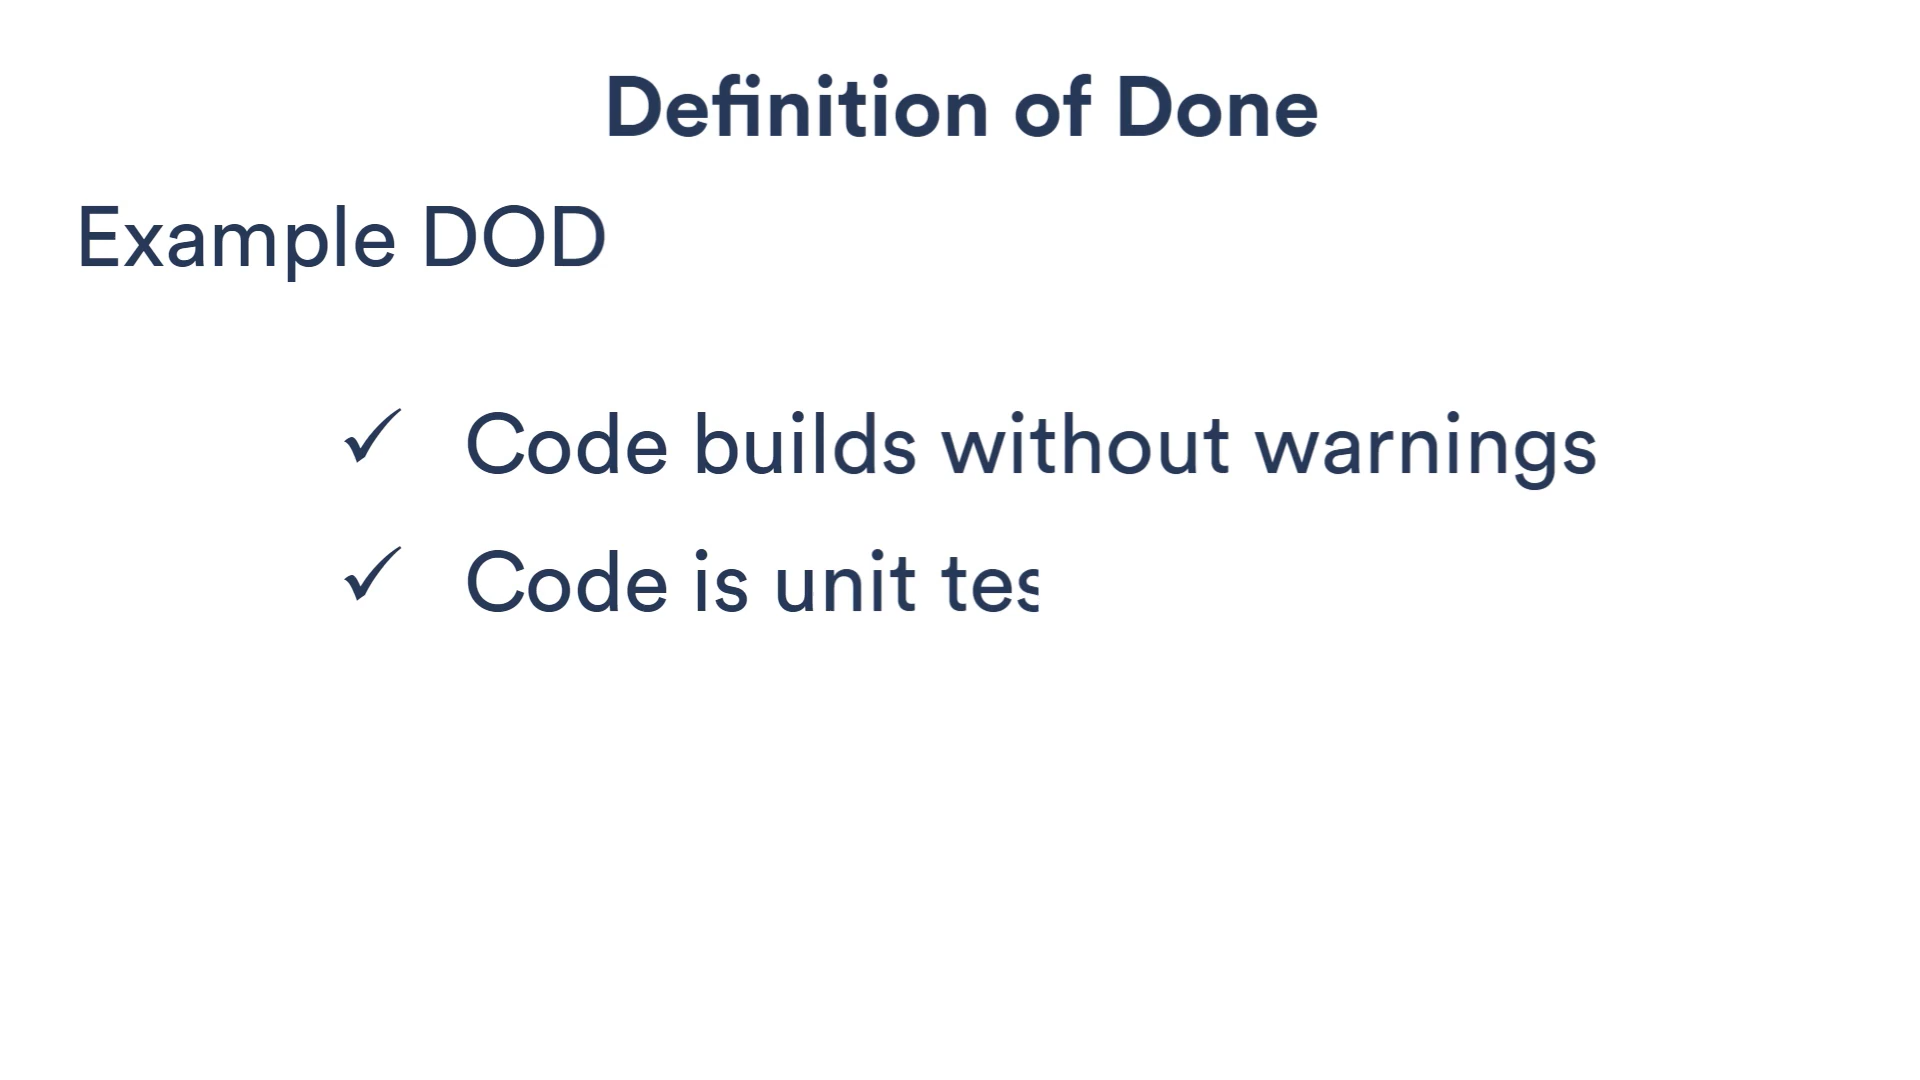 Definition of Done
Example DOD
✓ Code builds without warnings
✓ Code is unit tes